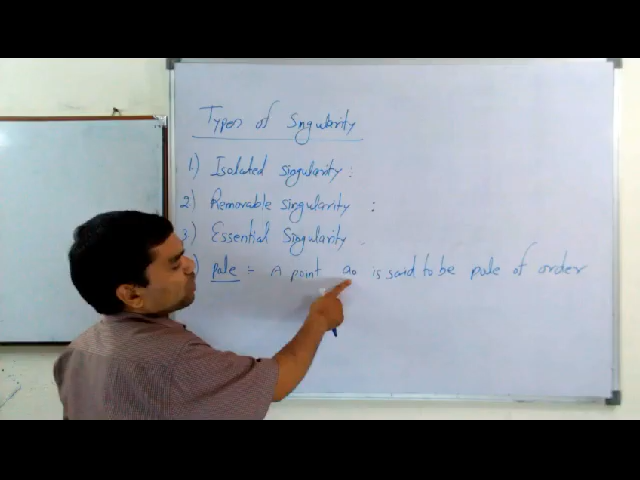 Types of Singularity
1) Isolated singularity :
2) Removable singularity :
3) Essential Singularity
) pole :- A point a₀ is said to be pole of order